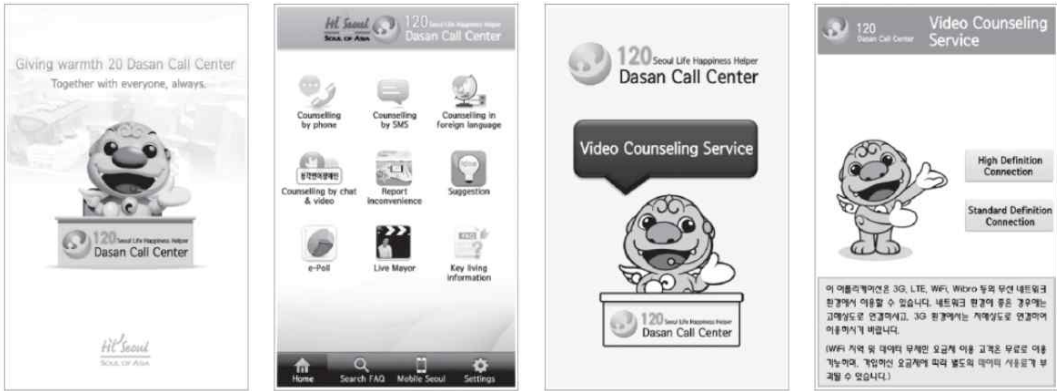 Giving warmth 20 Dasan Call Center
Together with everyone, always.
120 Seoul Life Happiness Helper
Dasan Call Center
Hi Seoul
SOUL OF ASIA
Hi Seoul
SOUL OF ASIA
120 Seoul Life Happiness Helper
Dasan Call Center
Counselling
by phone
Counselling
by SMS
Counselling in
foreign language
Counselling by chat
& video
Report
inconvenience
Suggestion
e-Poll
Live Mayor
FAQ
Key living
information
Home
Search FAQ
Mobile Seoul
Settings
120 Seoul Life Happiness Helper
Dasan Call Center
Video Counseling Service
120 Seoul Life Happiness Helper
Dasan Call Center
120
Dasan Call Center
Video Counseling
Service
High Definition
Connection
Standard Definition
Connection
이 어플리케이션은 3G, LTE, WiFi, Wibro 등의 무선 네트워크
환경에서 이용할 수 있습니다. 네트워크 환경이 좋은 경우에는
고해상도로 연결하시고, 3G 환경에서는 저해상도로 연결하여
이용하시기 바랍니다.
(WiFi 지역 및 데이터 무제한 요금제 이용 고객은 무료로 이용
가능하며, 가입하신 요금제에 따라 별도의 데이터 사용료가 부
과될 수 있습니다.)